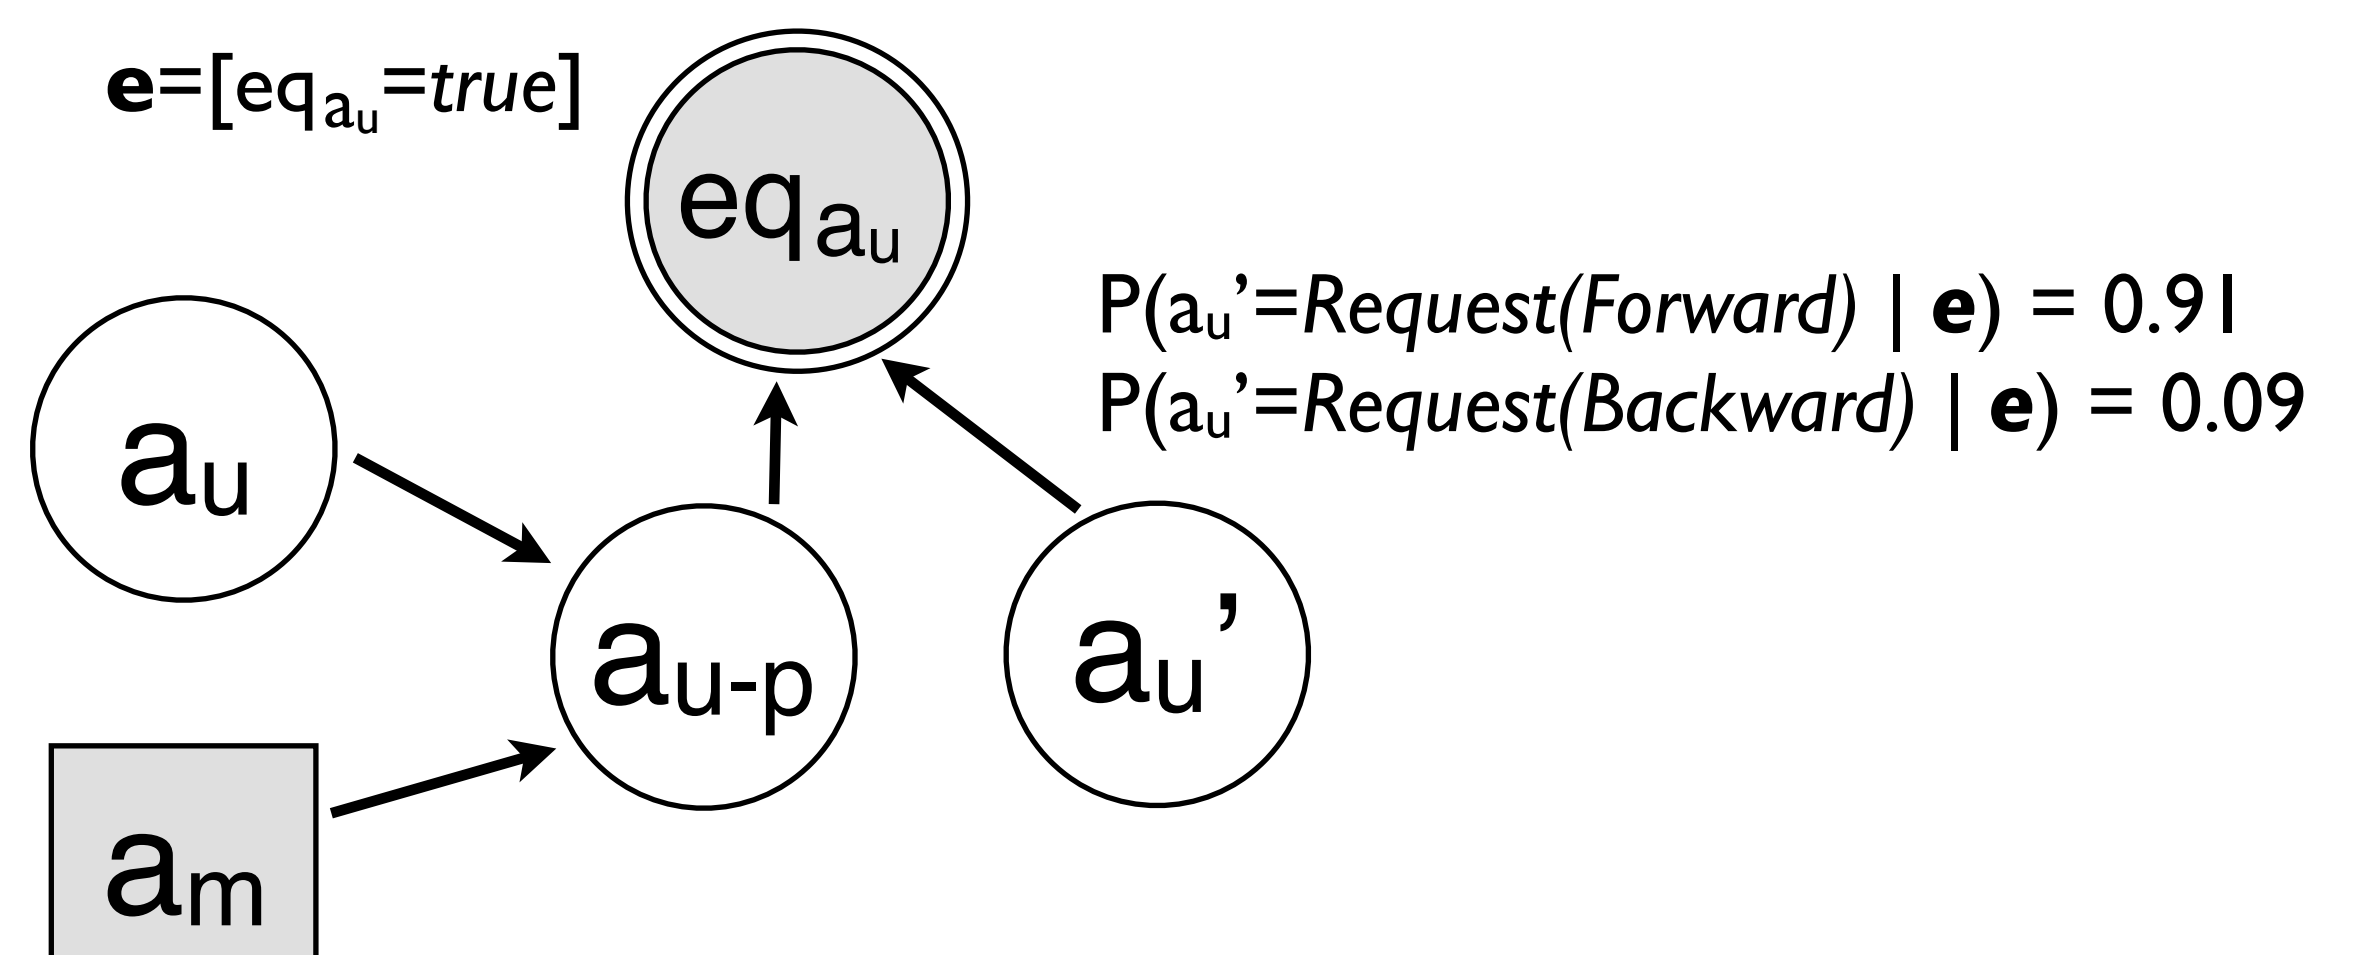 e=[eq_{a_u}=true]
eq_{a_u}
P(a_u’=Request(Forward) | e) = 0.91
P(a_u’=Request(Backward) | e) = 0.09
a_u
a_{u-p}
a_u’
a_m